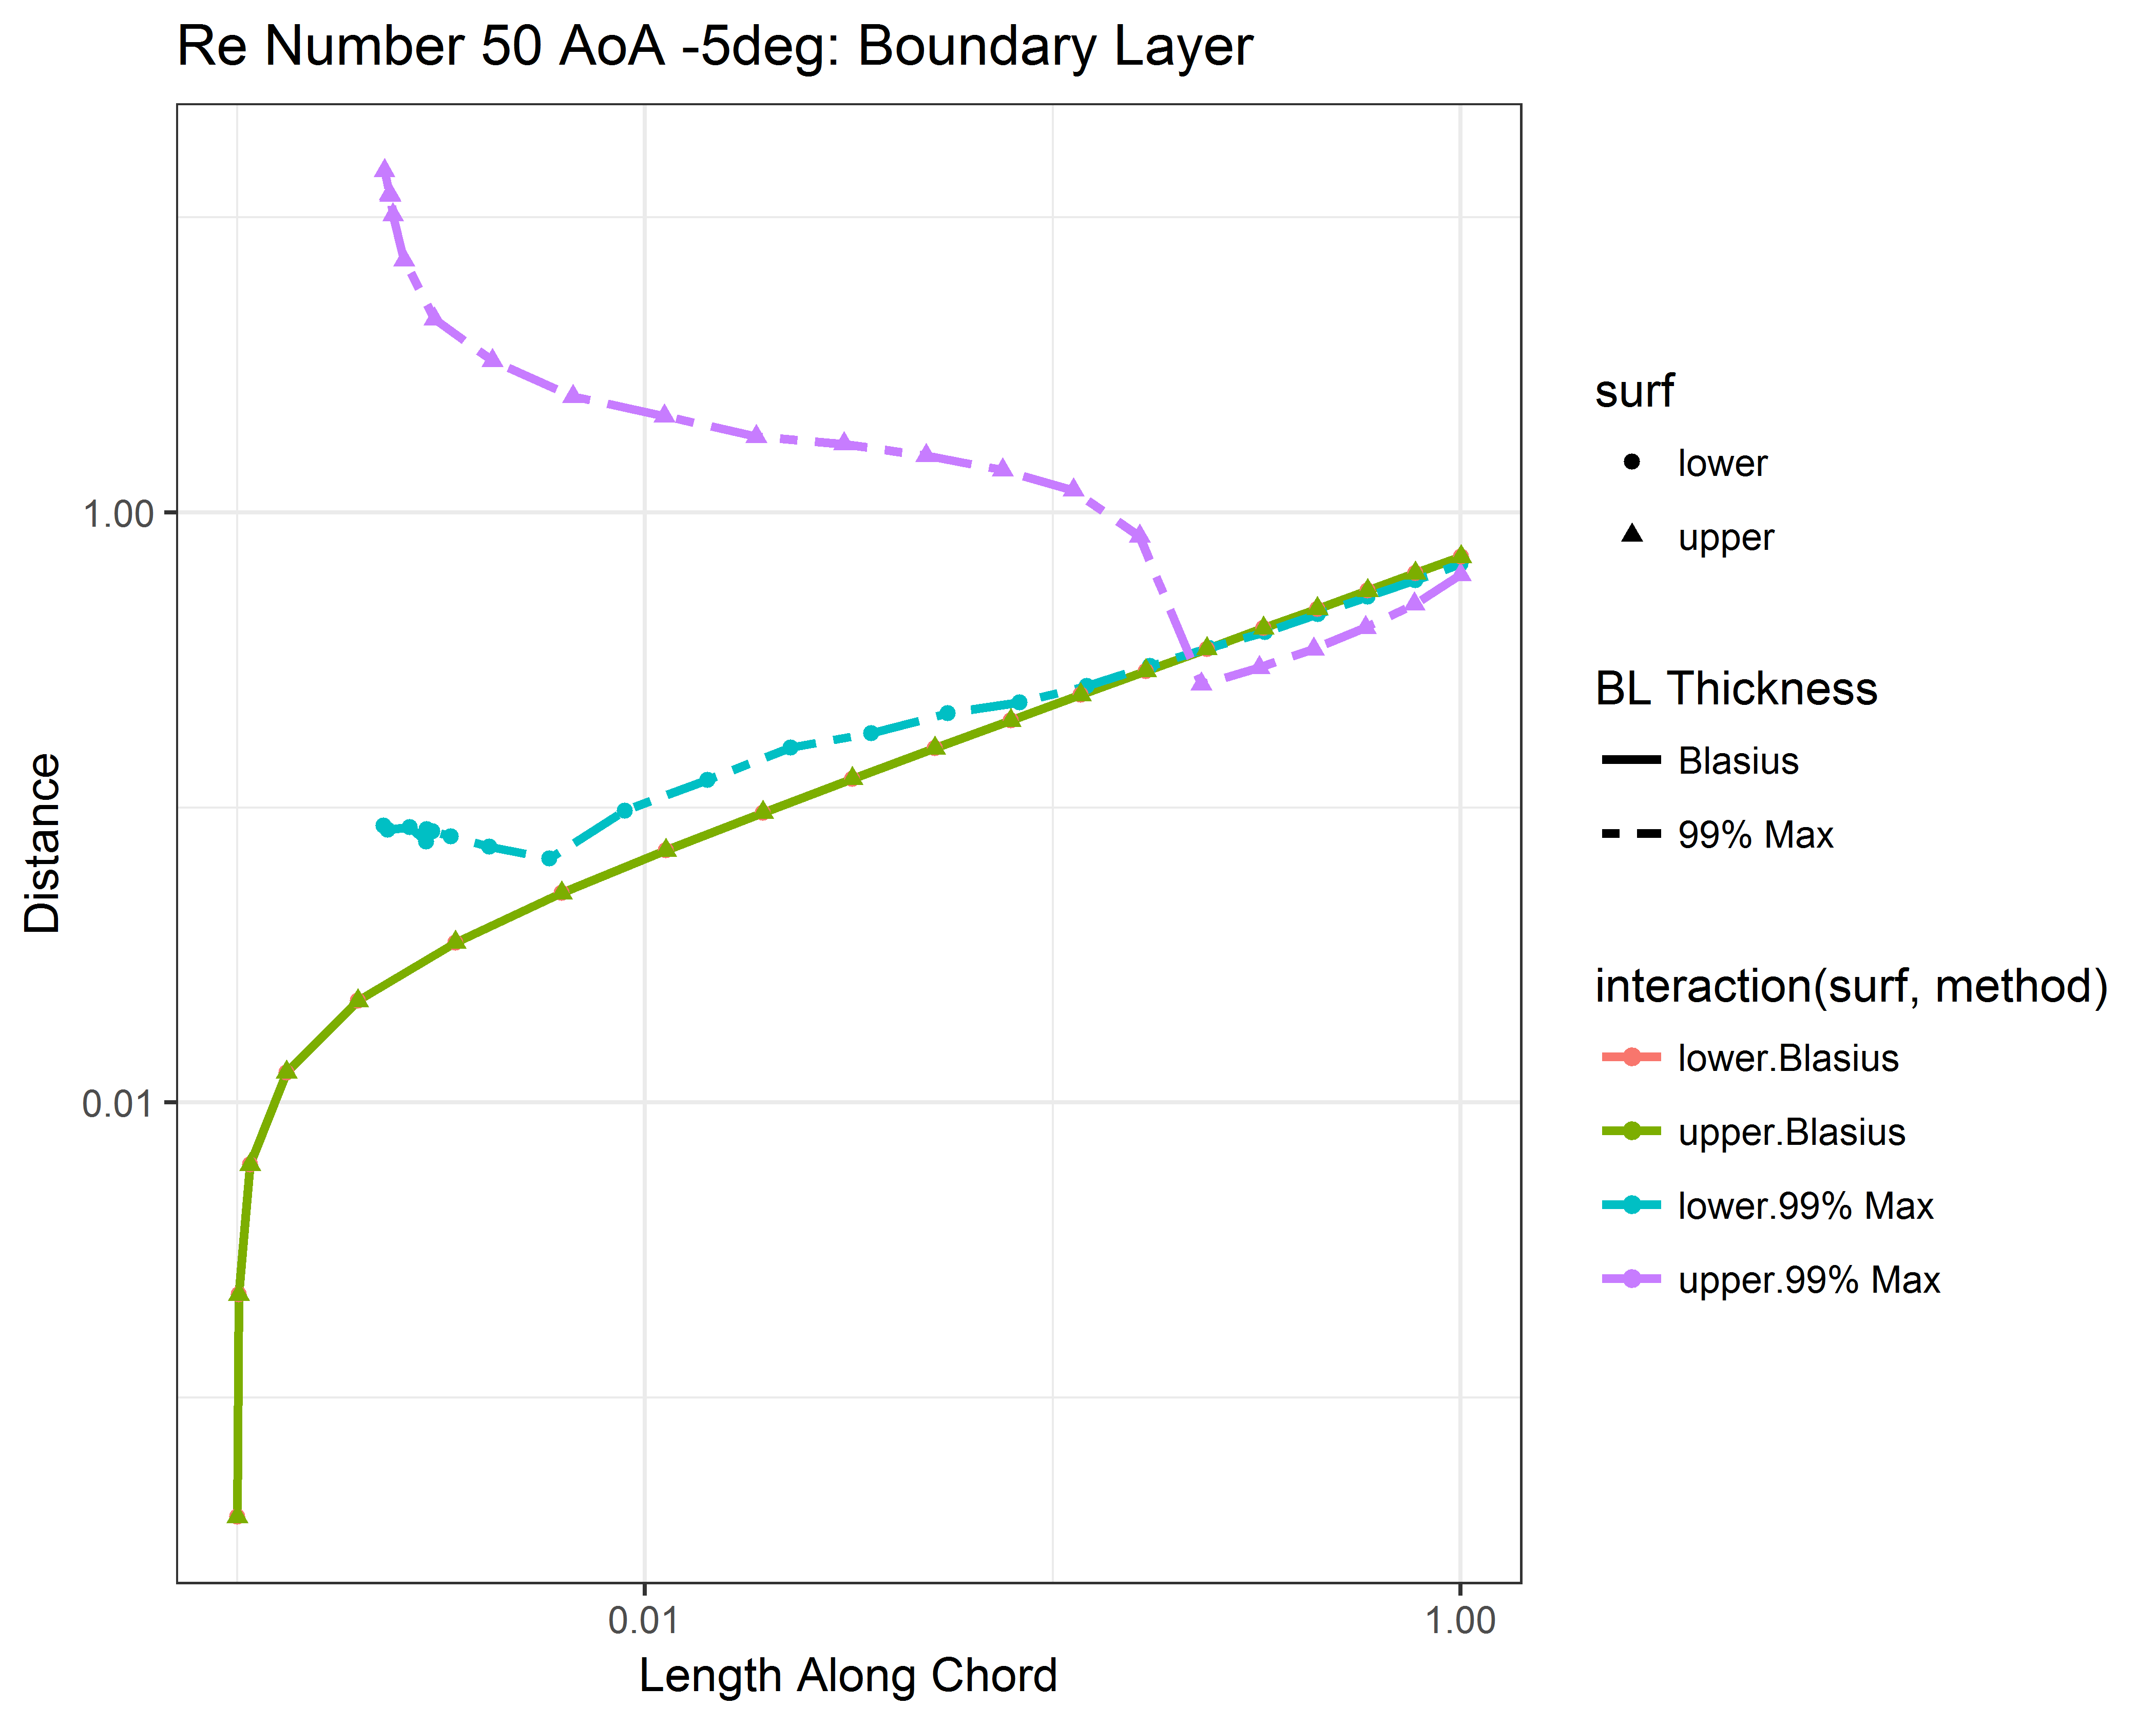 Re Number 50 AoA -5deg: Boundary Layer
1.00
0.01
Distance
0.01
1.00
Length Along Chord
surf
lower
upper
BL Thickness
Blasius
99% Max
interaction(surf, method)
lower.Blasius
upper.Blasius
lower.99% Max
upper.99% Max